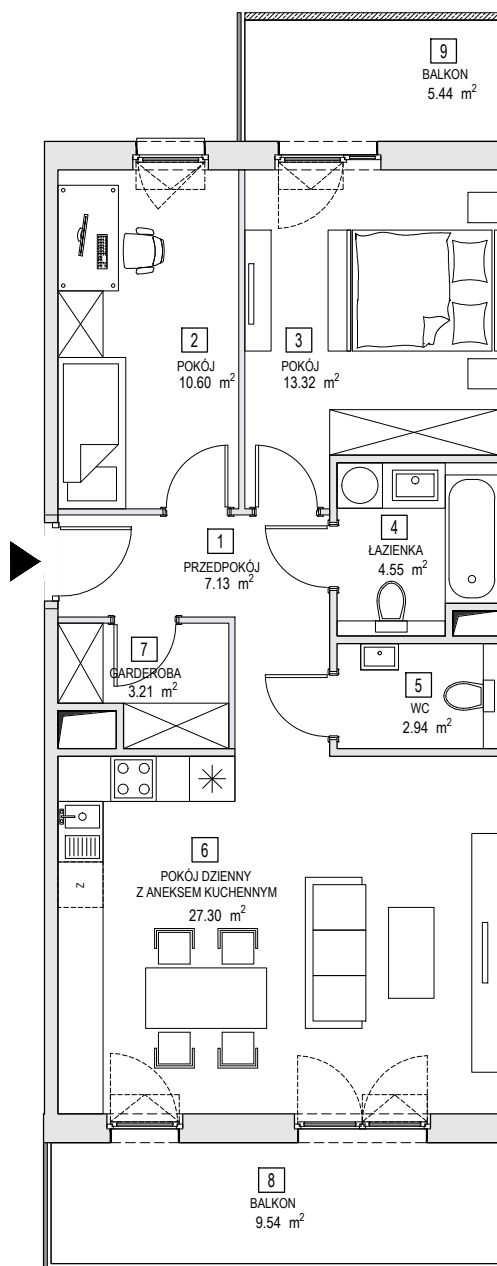 9
BALKON
5.44 m²
2
POKÓJ
10.60 m²
3
POKÓJ
13.32 m²
1
PRZEDPOKÓJ
7.13 m²
4
ŁAZIENKA
4.55 m²
7
GARDEROBA
3.21 m²
5
WC
2.94 m²
6
POKÓJ DZIENNY
Z ANEKSEM KUCHENNYM
27.30 m²
Z
8
BALKON
9.54 m²